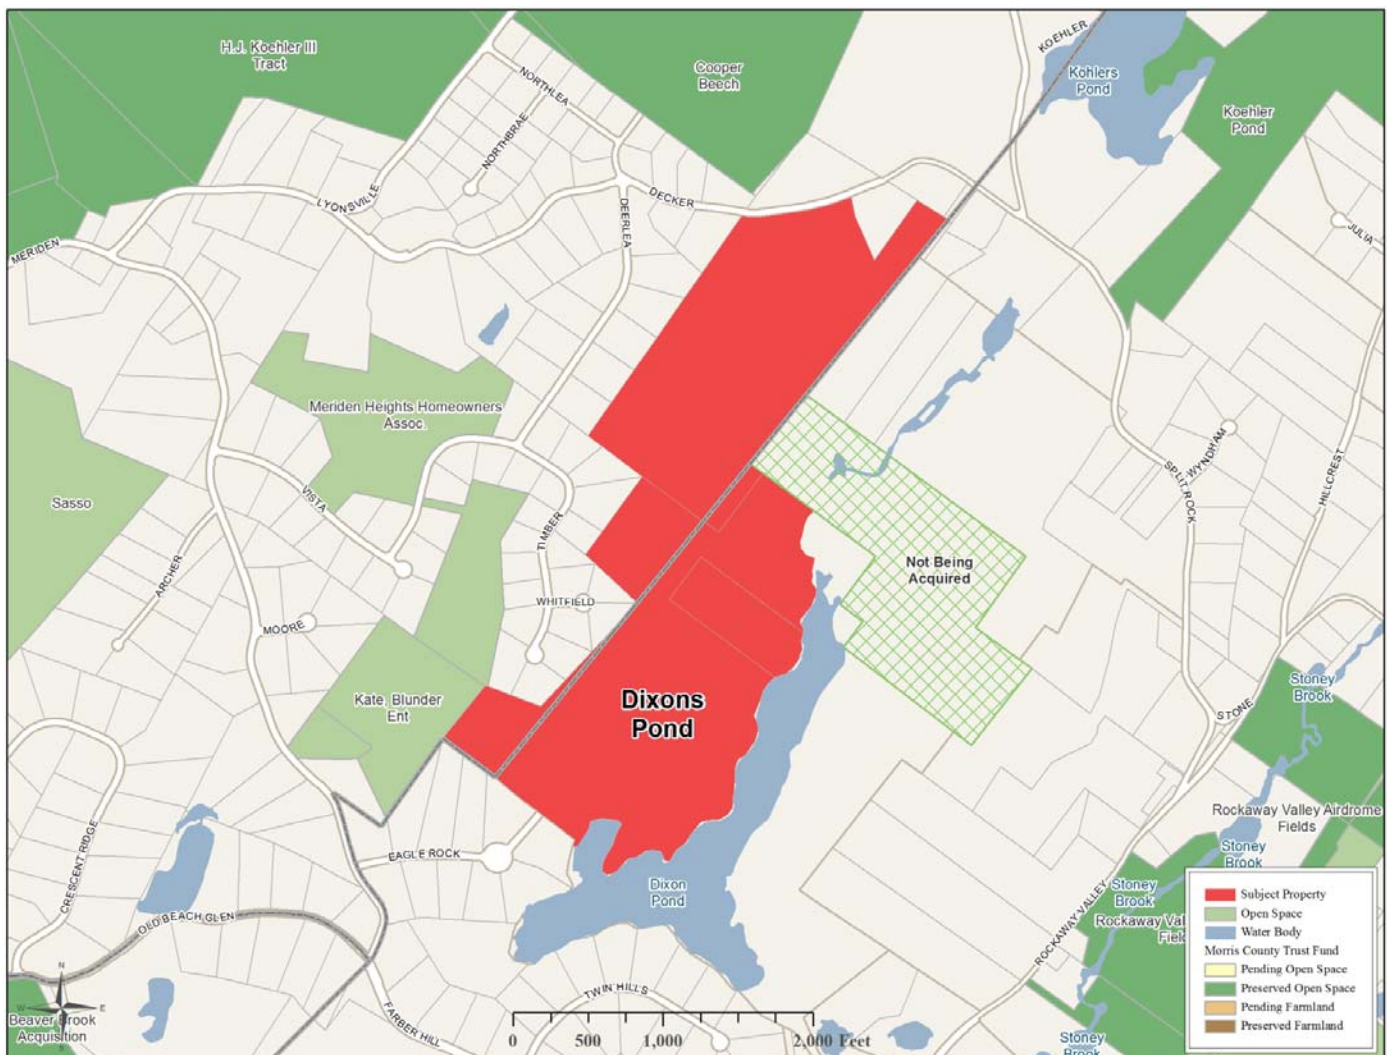 H.J. Koehler III
Tract
Cooper
Beech
KOEHLER
Kohlers
Pond
Koehler
Pond
NORTHLEA
NORTHBRAE
LYONSVILLE
DECKER
DEERLEA
MERIDEN
JULIA
Meriden Heights Homeowners
Assoc.
Sasso
VISTA
ARCHER
TIMBER
WHITFIELD
MOORE
SPLIT ROCK
WYNDHAM
HILLCREST
Not Being
Acquired
Kate, Blunder
Ent
Dixons
Pond
STONE
Stoney
Brook
Rockaway Valley Airdrome
Fields
Stoney
Brook
Stoney
Brook
Rockaway Val
Fiel
CRESCENT RIDGE
EAGLE ROCK
Dixon
Pond
OLD BEACH GLEN
ROCKAWAY VALLEY
TWIN HILLS
FARBER HILL
N
W
E
S
Beaver Brook
Acquisition
0 500 1,000 2,000 Feet
Stoney
Brook
Subject Property
Open Space
Water Body
Morris County Trust Fund
Pending Open Space
Preserved Open Space
Pending Farmland
Preserved Farmland